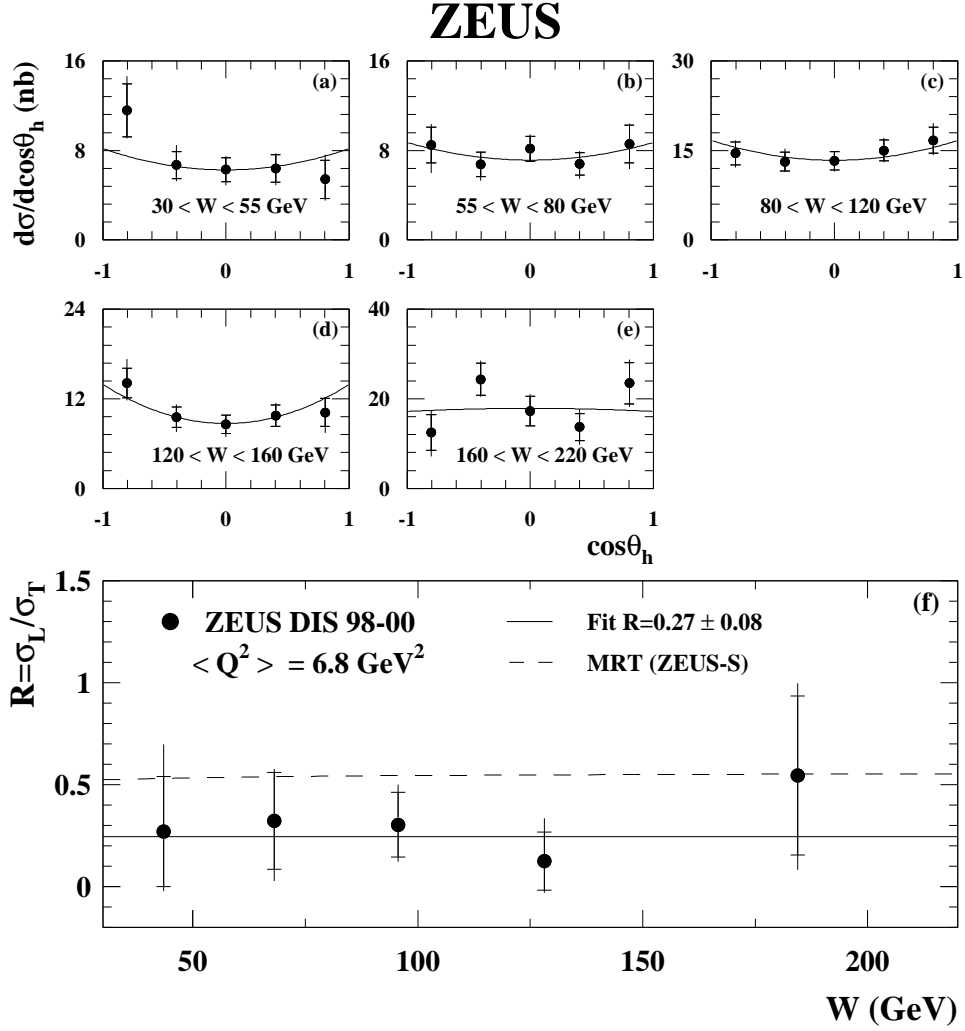 ZEUS
dσ/dcosθh (nb)
16
8
0
(a)
30 < W < 55 GeV
-1 0 1
16
8
0
(b)
55 < W < 80 GeV
-1 0 1
30
15
0
(c)
80 < W < 120 GeV
-1 0 1
24
12
0
(d)
120 < W < 160 GeV
-1 0 1
40
20
0
(e)
160 < W < 220 GeV
-1 0 1
cosθh
R=σL/σT
1.5
1
0.5
0
(f)
ZEUS DIS 98-00
< Q2 > = 6.8 GeV2
Fit R=0.27 ± 0.08
MRT (ZEUS-S)
50 100 150 200
W (GeV)